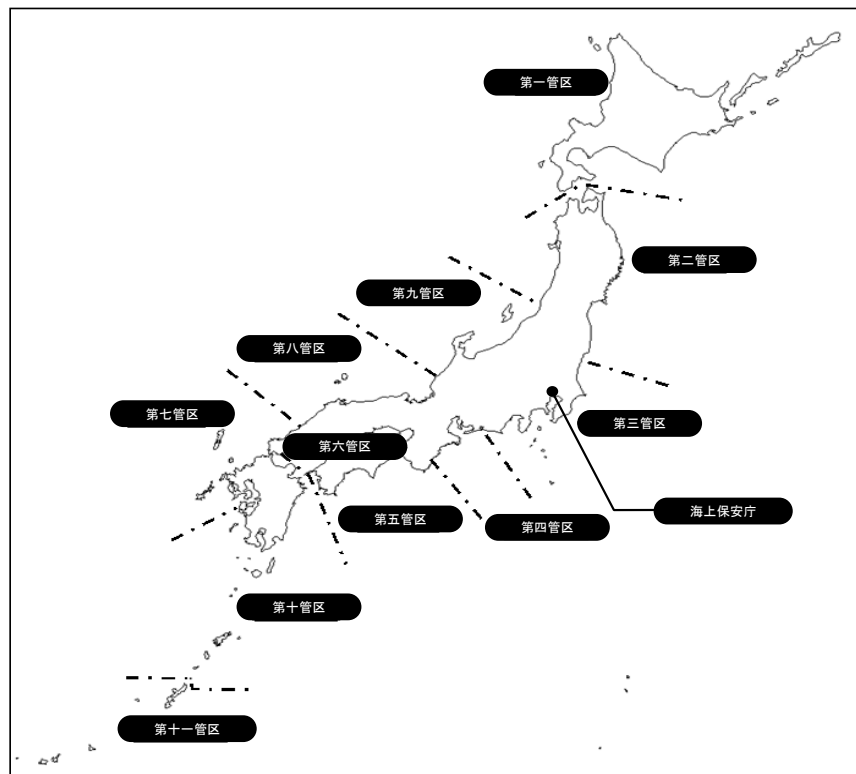 第一管区
第二管区
第九管区
第八管区
第七管区
第三管区
第六管区
海上保安庁
第五管区
第四管区
第十管区
第十一管区